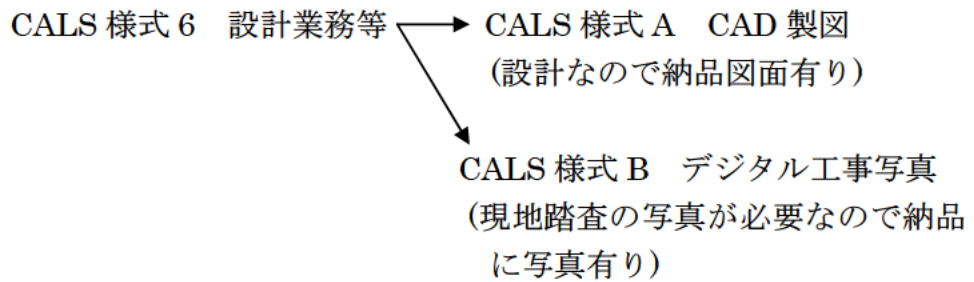 CALS 様式 6　設計業務等
CALS 様式 A　CAD 製図
(設計なので納品図面有り)
CALS 様式 B　デジタル工事写真
(現地踏査の写真が必要なので納品
に写真有り)